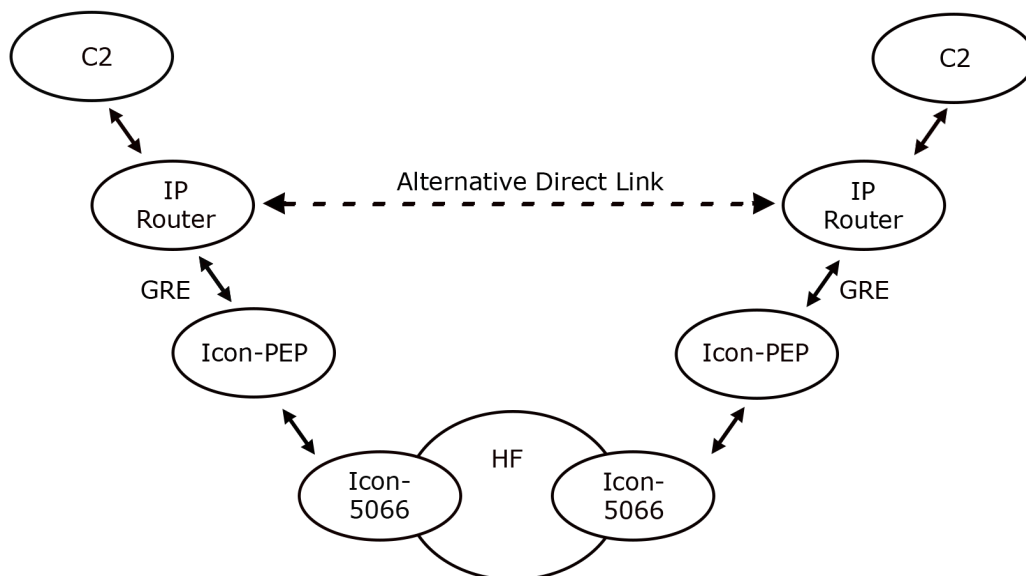 C2
C2
IP
Router
Alternative Direct Link
IP
Router
GRE
GRE
Icon-PEP
Icon-PEP
HF
Icon-
5066
Icon-
5066